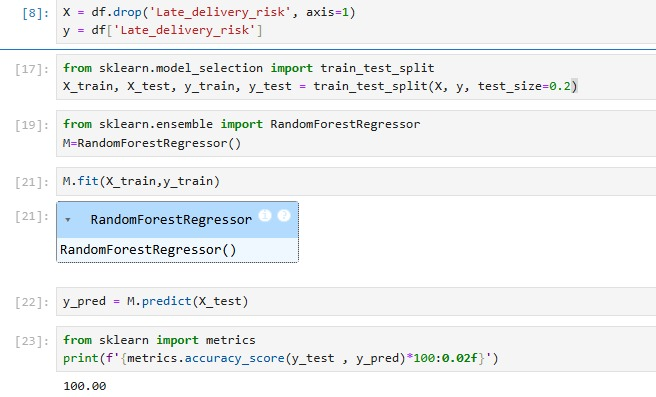 [8]: X = df.drop('Late_delivery_risk', axis=1)
y = df['Late_delivery_risk']
[17]: from sklearn.model_selection import train_test_split
X_train, X_test, y_train, y_test = train_test_split(X, y, test_size=0.2)
[19]: from sklearn.ensemble import RandomForestRegressor
M=RandomForestRegressor()
[21]: M.fit(X_train,y_train)
[21]: ▾ RandomForestRegressor i ?
RandomForestRegressor()
[22]: y_pred = M.predict(X_test)
[23]: from sklearn import metrics
print(f'{metrics.accuracy_score(y_test , y_pred)*100:0.02f}')
100.00